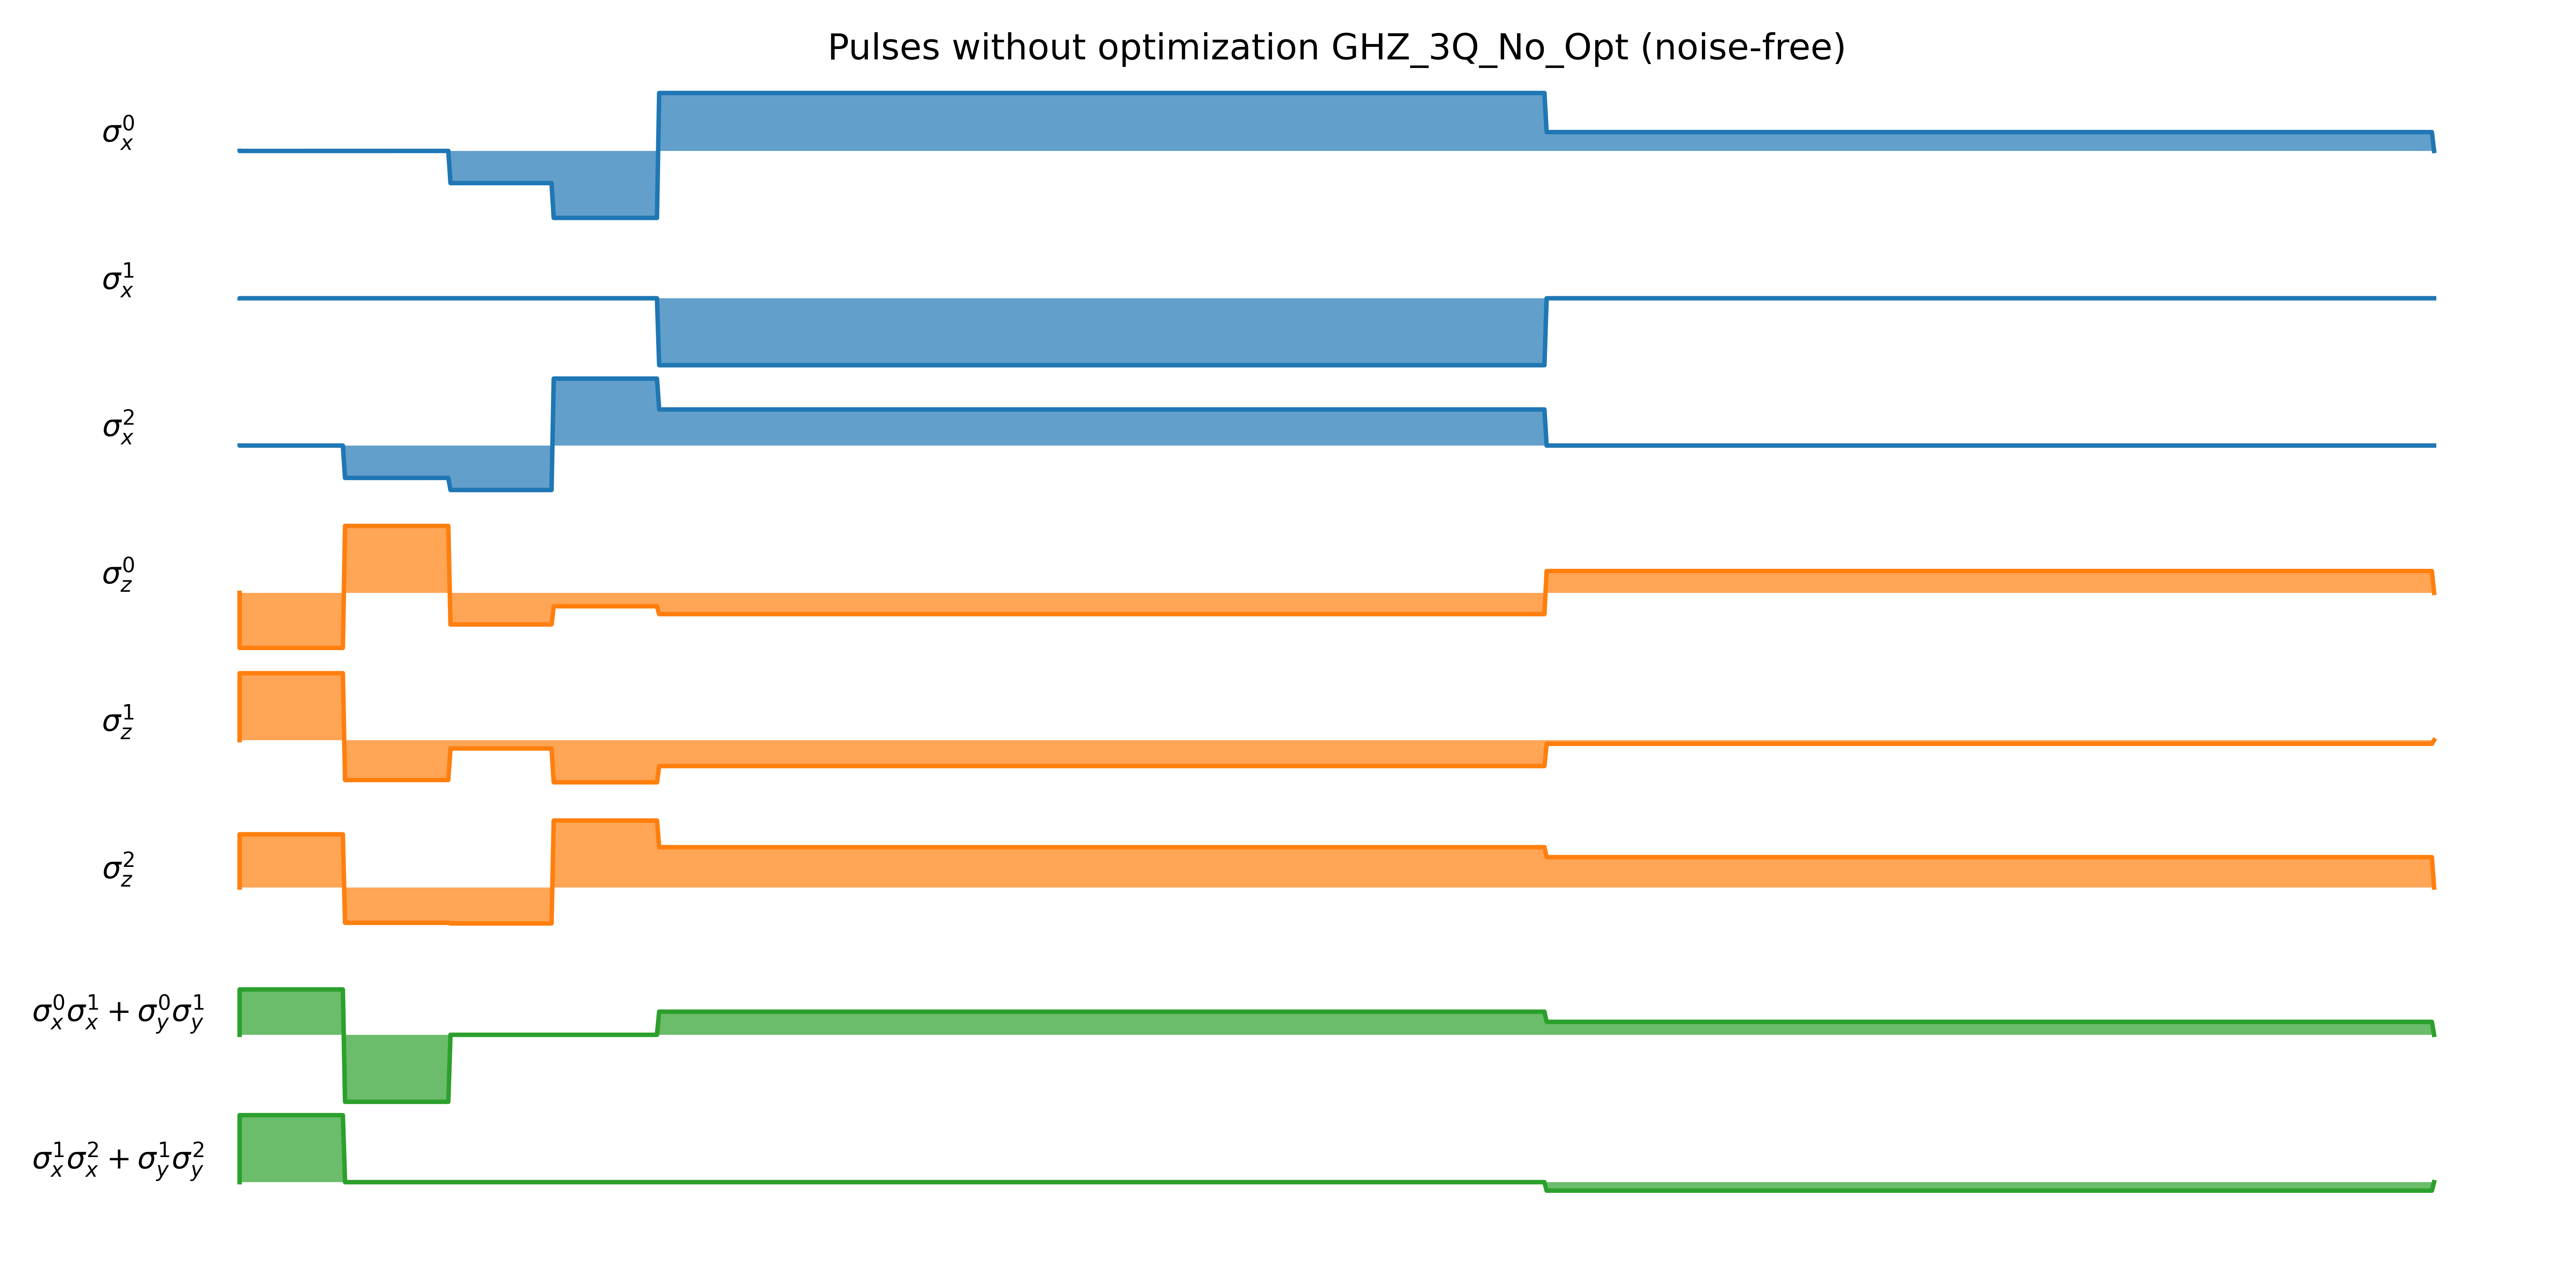 Pulses without optimization GHZ_3Q_No_Opt (noise-free)
σ_x^0
σ_x^1
σ_x^2
σ_z^0
σ_z^1
σ_z^2
σ_x^0σ_x^1 + σ_y^0σ_y^1
σ_x^1σ_x^2 + σ_y^1σ_y^2